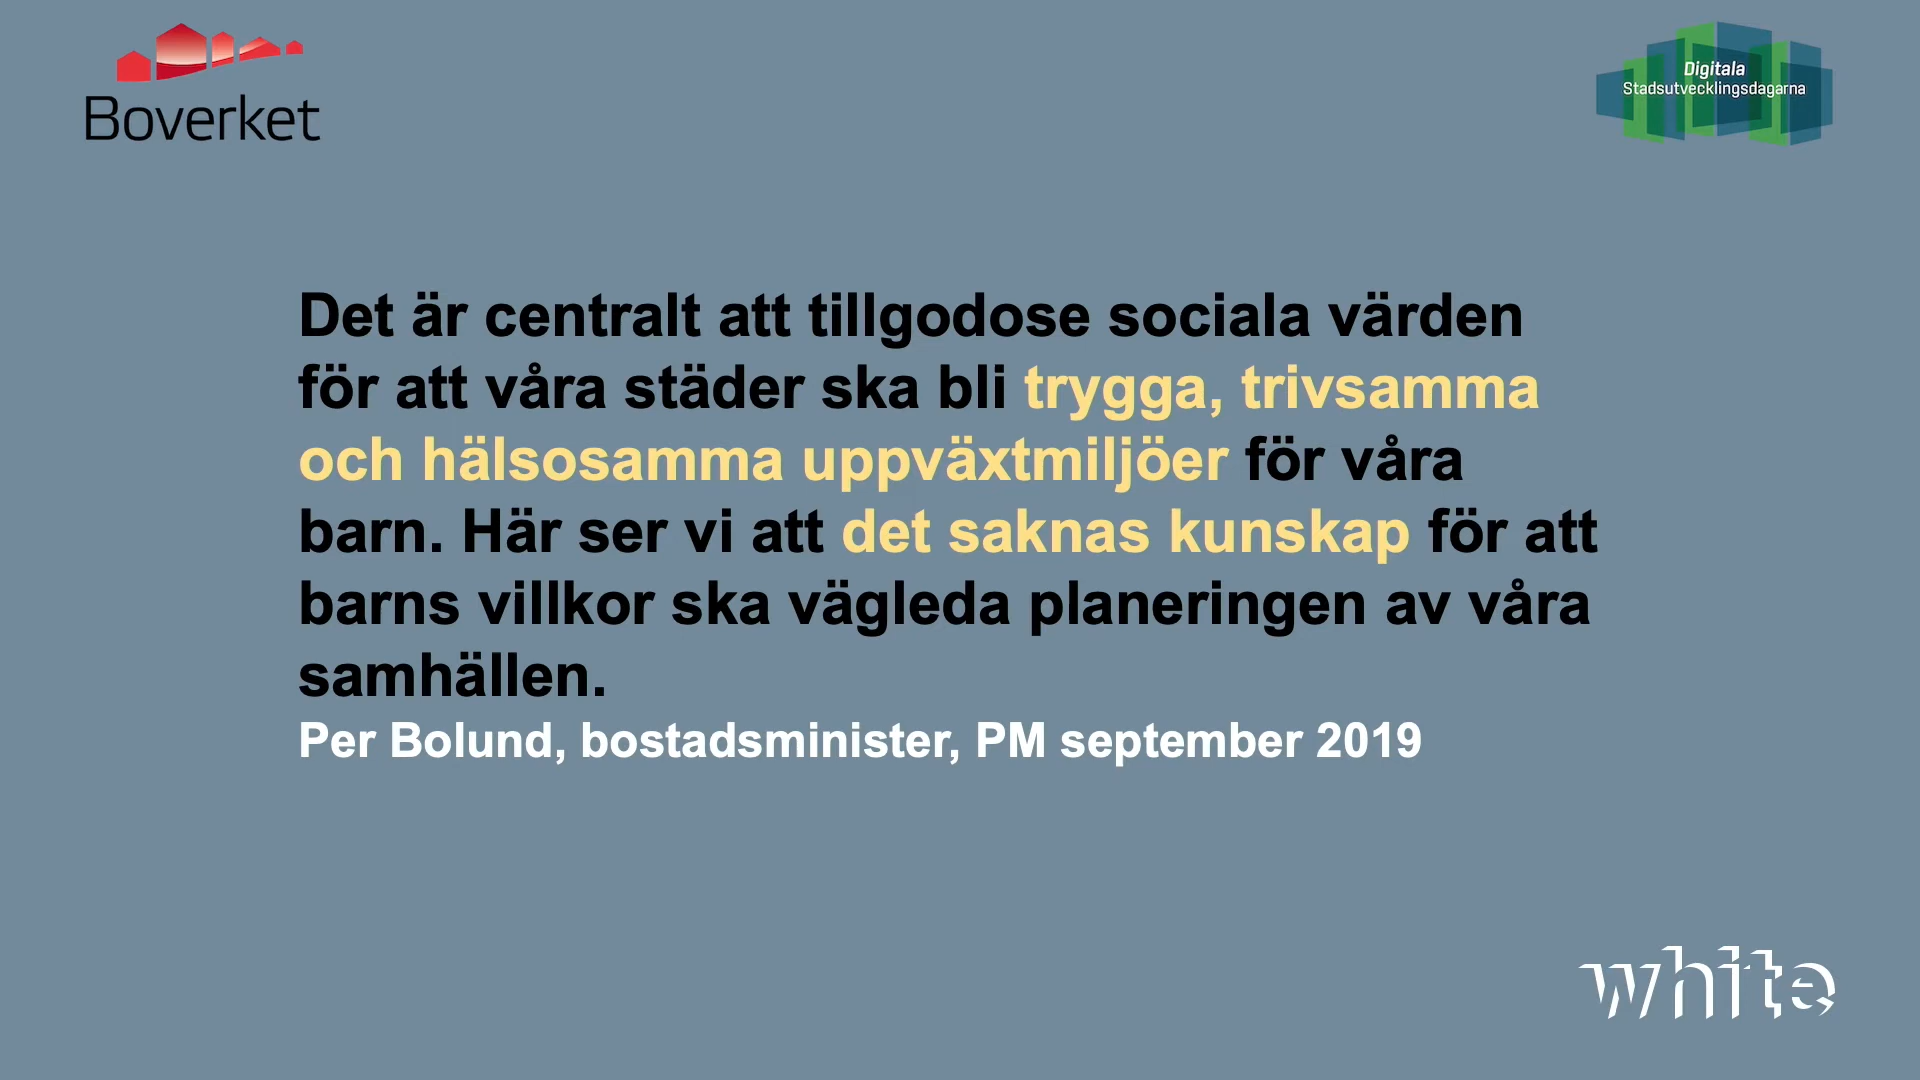 Boverket
Digitala
Stadsutvecklingsdagarna
Det är centralt att tillgodose sociala värden
för att våra städer ska bli trygga, trivsamma
och hälsosamma uppväxtmiljöer för våra
barn. Här ser vi att det saknas kunskap för att
barns villkor ska vägleda planeringen av våra
samhällen.
Per Bolund, bostadsminister, PM september 2019
white